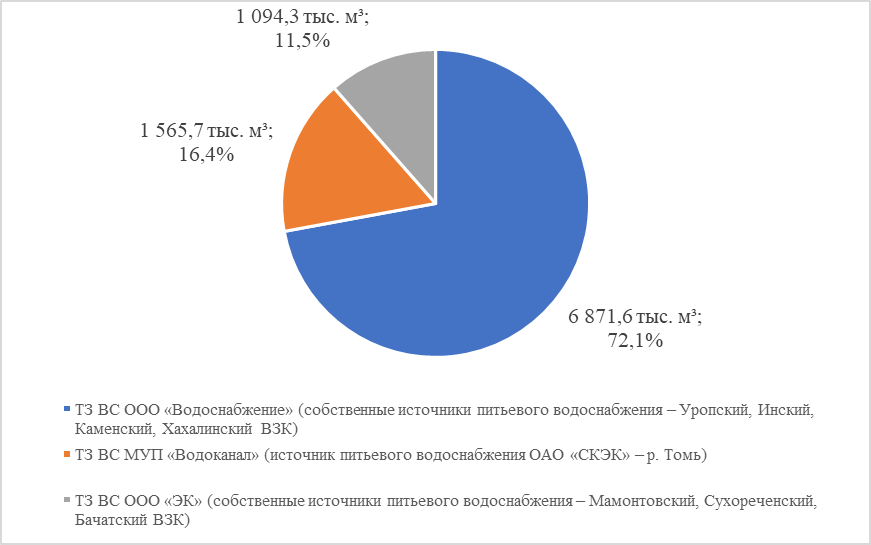 1 094,3 тыс. м³;
11,5%
1 565,7 тыс. м³;
16,4%
6 871,6 тыс. м³;
72,1%
ТЗ ВС ООО «Водоснабжение» (собственные источники питьевого водоснабжения – Уропский, Инский,
Каменский, Хахалинский ВЗК)
ТЗ ВС МУП «Водоканал» (источник питьевого водоснабжения ОАО «СКЭК» – р. Томь)
ТЗ ВС ООО «ЭК» (собственные источники питьевого водоснабжения – Мамонтовский, Сухореченский,
Бачатский ВЗК)